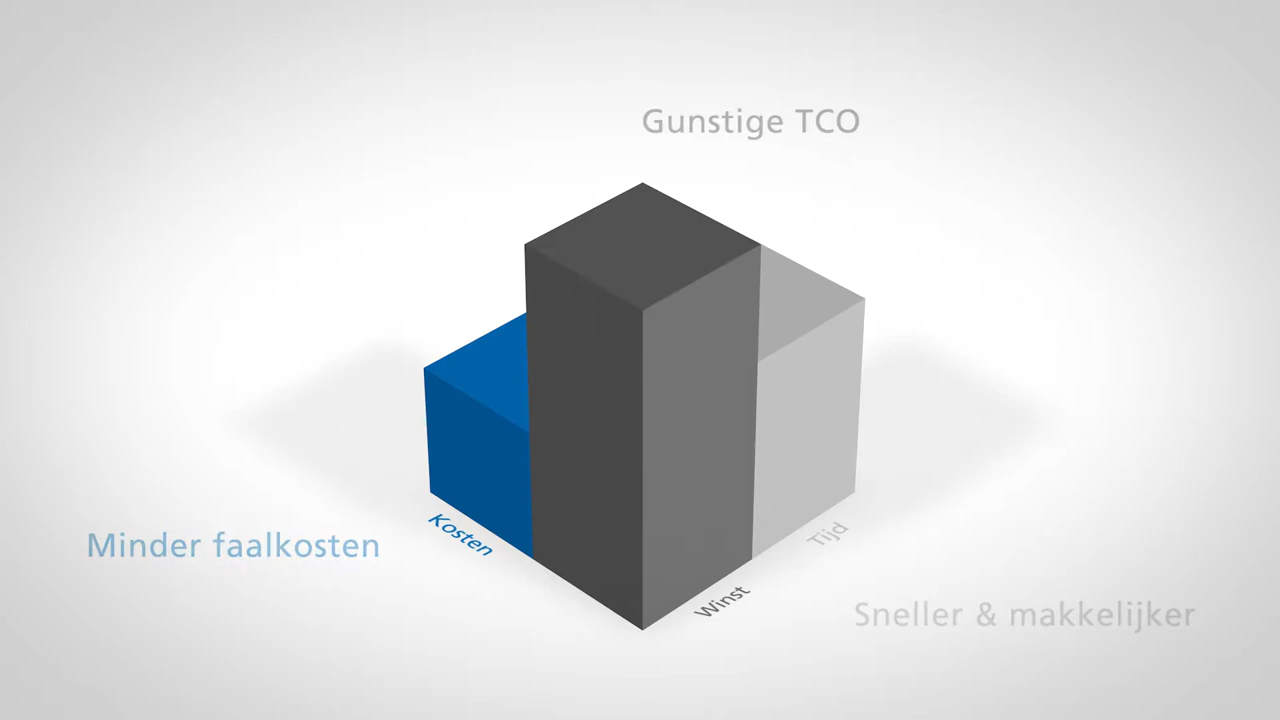 Gunstige TCO
Minder faalkosten
Kosten
Winst
Tijd
Sneller & makkelijker